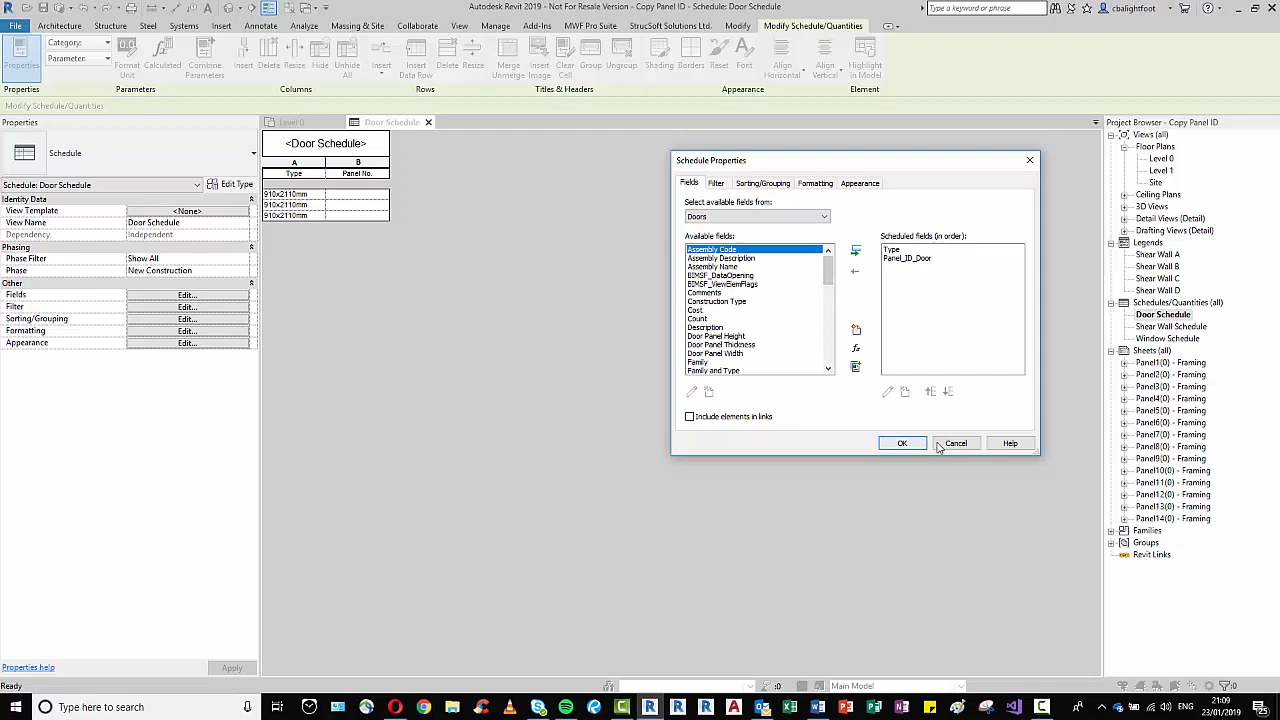 Autodesk Revit 2019 - Not For Resale Version - Copy Panel ID - Schedule: Door Schedule
Type a keyword or phrase
cbalightfoot
File Architecture Structure Steel Systems Insert Annotate Analyze Massing & Site Collaborate View Manage Add-Ins MWF Pro Suite StrucSoft Solutions Ltd. Modify Modify Schedule/Quantities
Properties
Category:
Parameter:
Format Unit
Calculated
Combine Parameters
Insert
Delete
Resize
Hide
Unhide All
Insert
Insert Data Row
Delete
Resize
Merge Unmerge
Insert Image
Clear Cell
Group
Ungroup
Shading
Borders
Reset
Font
Align Horizontal
Align Vertical
Highlight in Model
Properties Parameters Columns Rows Titles & Headers Appearance Element
Modify Schedule/Quantities
Properties
Schedule
Schedule: Door Schedule
Edit Type
Identity Data
View Template <None>
View Name Door Schedule
Dependency Independent
Phasing
Phase Filter Show All
Phase New Construction
Other
Fields Edit...
Filter Edit...
Sorting/Grouping Edit...
Formatting Edit...
Appearance Edit...
Properties help
Apply
Level 0
Door Schedule
<Door Schedule>
A B
Type Panel No.
910x2110mm
910x2110mm
910x2110mm
Schedule Properties
Fields Filter Sorting/Grouping Formatting Appearance
Select available fields from:
Doors
Available fields:
Assembly Code
Assembly Description
Assembly Name
BIMSF_DataOpening
BIMSF_ViewElemFlags
Comments
Construction Type
Cost
Count
Description
Door Panel Height
Door Panel Thickness
Door Panel Width
Family
Family and Type
Scheduled fields (in order):
Type
Panel_ID_Door
Include elements in links
OK Cancel Help
Project Browser - Copy Panel ID
Views (all)
Floor Plans
Level 0
Level 1
Site
Ceiling Plans
3D Views
Detail Views (Detail)
Drafting Views (Detail)
Legends
Shear Wall A
Shear Wall B
Shear Wall C
Shear Wall D
Schedules/Quantities (all)
Door Schedule
Shear Wall Schedule
Window Schedule
Sheets (all)
Panel1(0) - Framing
Panel2(0) - Framing
Panel3(0) - Framing
Panel4(0) - Framing
Panel5(0) - Framing
Panel6(0) - Framing
Panel7(0) - Framing
Panel8(0) - Framing
Panel9(0) - Framing
Panel10(0) - Framing
Panel11(0) - Framing
Panel12(0) - Framing
Panel13(0) - Framing
Panel14(0) - Framing
Families
Groups
Revit Links
Ready
:0
Main Model
:0
Type here to search
21:09
23/01/2019